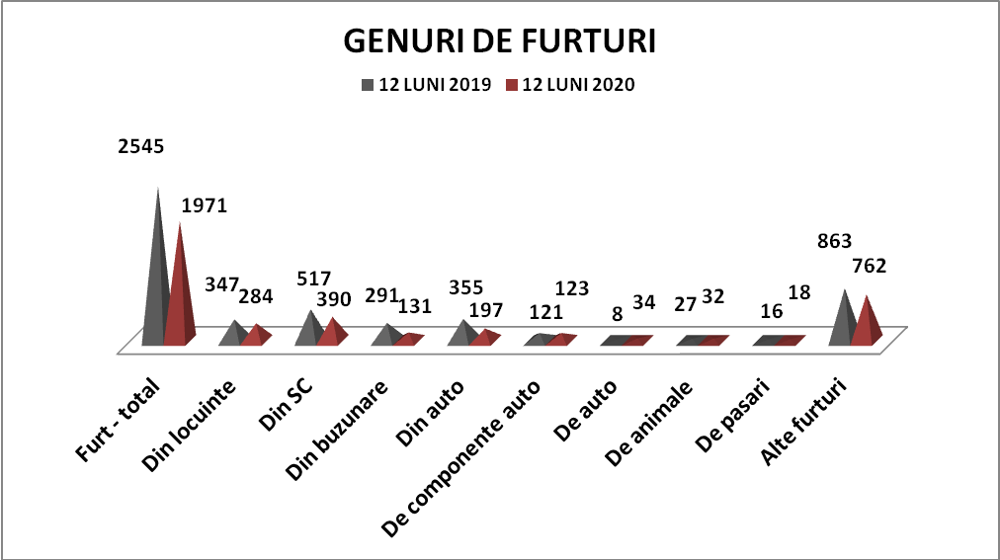 GENURI DE FURTURI
12 LUNI 2019 12 LUNI 2020
2545
1971
347
284
517
390
291
131
355
197
121
123
8
34
27
32
16
18
863
762
Furt - total
Din locuinte
Din SC
Din buzunare
Din auto
De componente auto
De auto
De animale
De pasari
Alte furturi